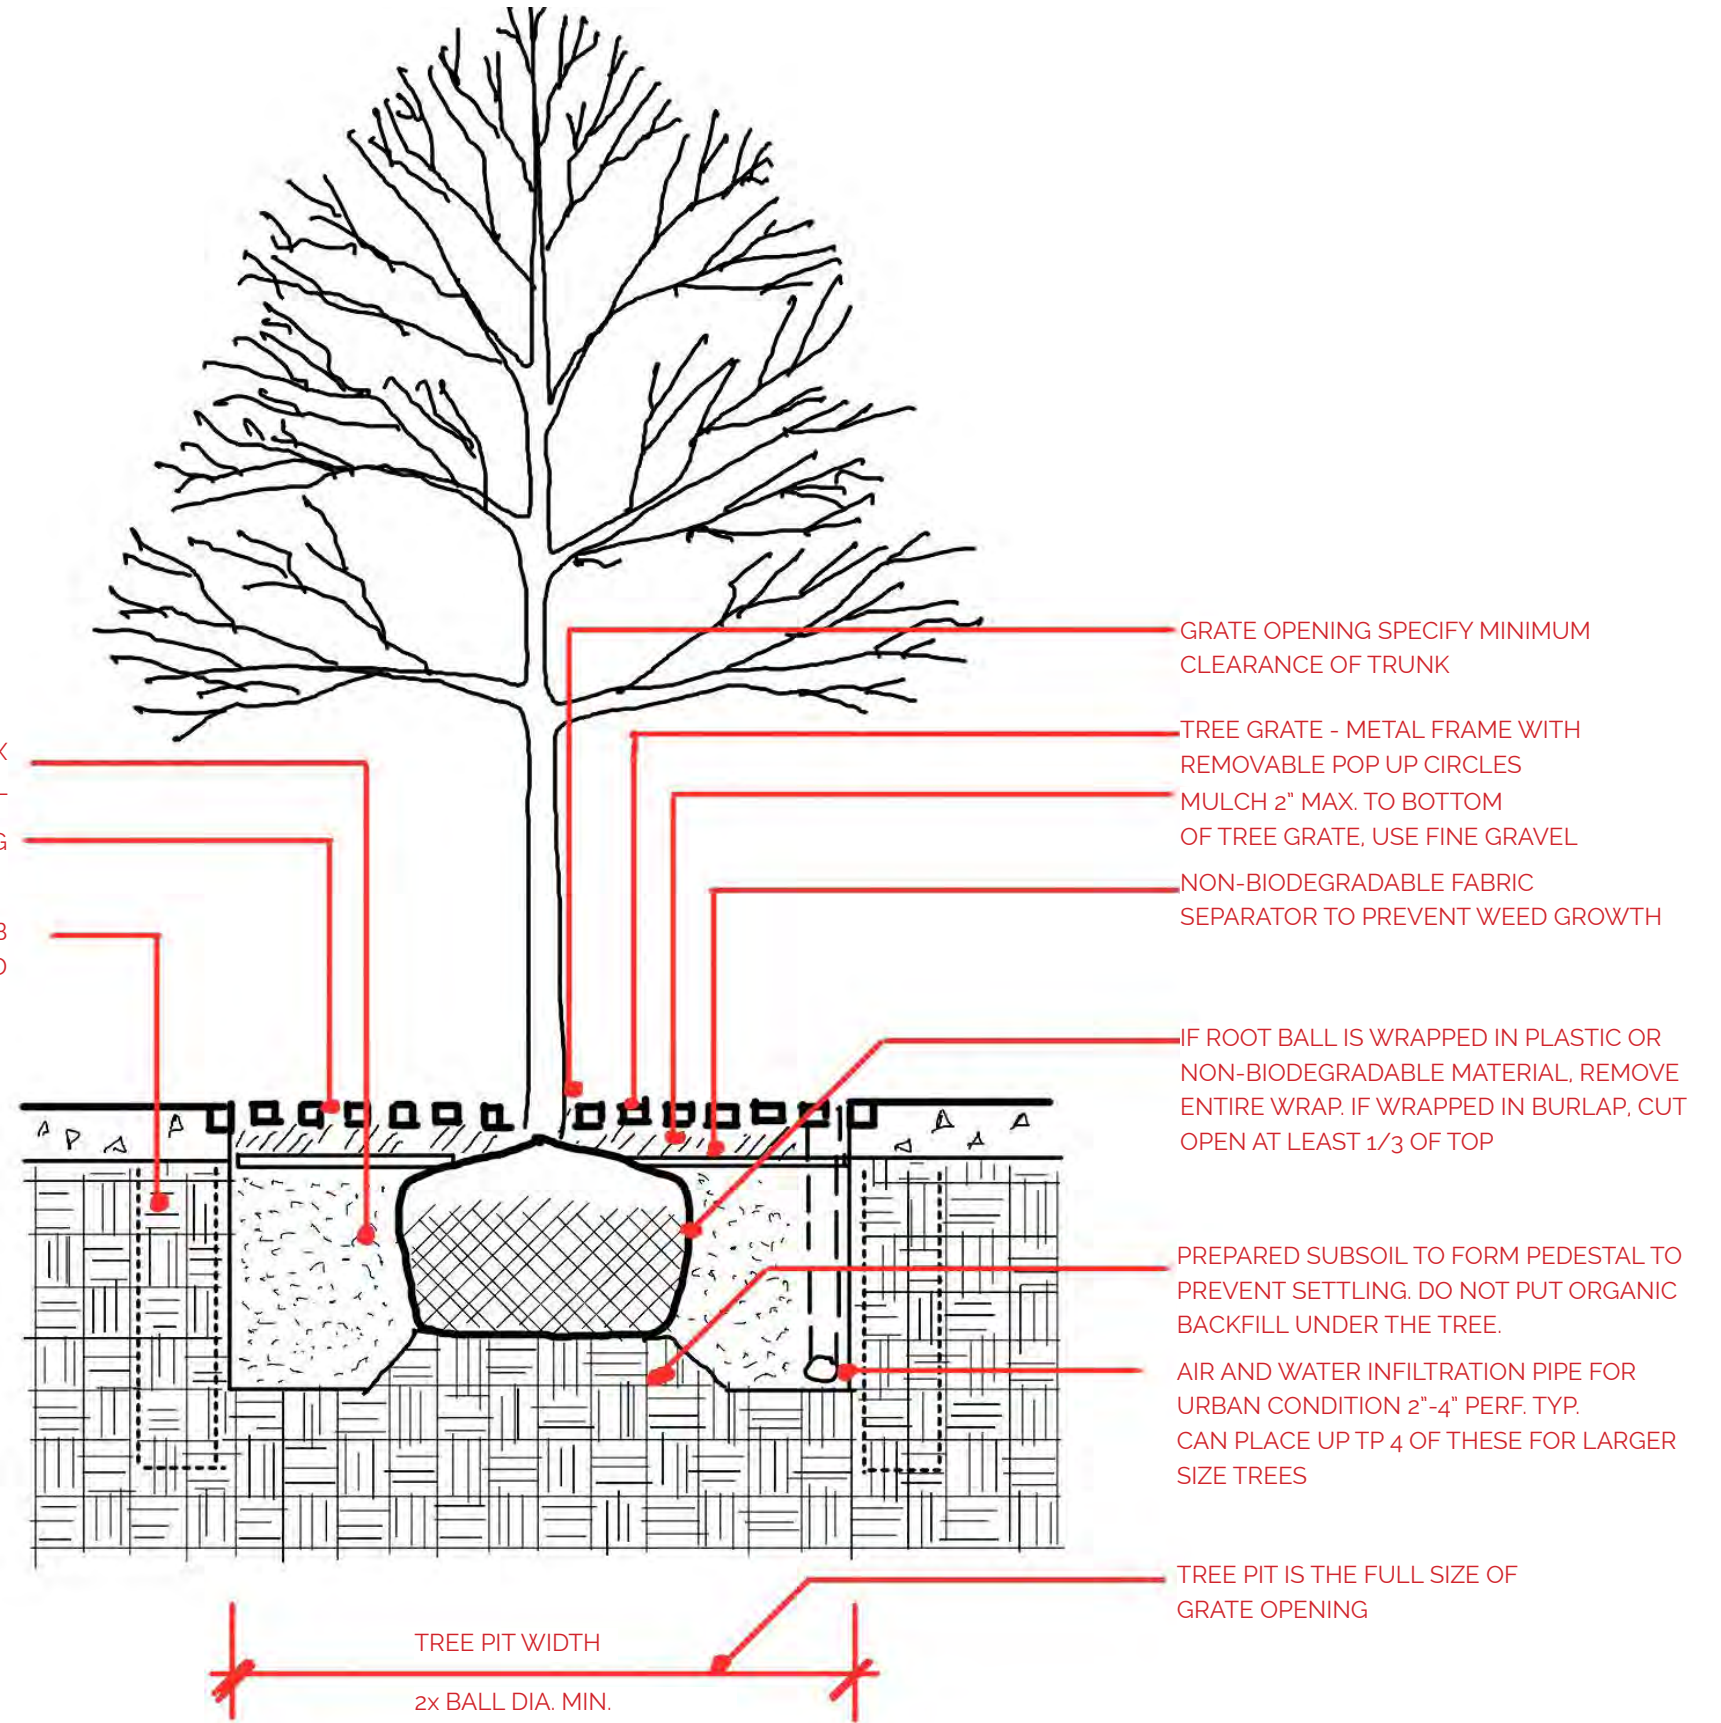 GRATE OPENING SPECIFY MINIMUM
CLEARANCE OF TRUNK
TREE GRATE - METAL FRAME WITH
REMOVABLE POP UP CIRCLES
MULCH 2” MAX. TO BOTTOM
OF TREE GRATE, USE FINE GRAVEL
NON-BIODEGRADABLE FABRIC
SEPARATOR TO PREVENT WEED GROWTH
IF ROOT BALL IS WRAPPED IN PLASTIC OR
NON-BIODEGRADABLE MATERIAL, REMOVE
ENTIRE WRAP. IF WRAPPED IN BURLAP, CUT
OPEN AT LEAST 1/3 OF TOP
PREPARED SUBSOIL TO FORM PEDESTAL TO
PREVENT SETTLING. DO NOT PUT ORGANIC
BACKFILL UNDER THE TREE.
AIR AND WATER INFILTRATION PIPE FOR
URBAN CONDITION 2"-4" PERF. TYP.
CAN PLACE UP TP 4 OF THESE FOR LARGER
SIZE TREES
TREE PIT IS THE FULL SIZE OF
GRATE OPENING
TREE PIT WIDTH
2x BALL DIA. MIN.